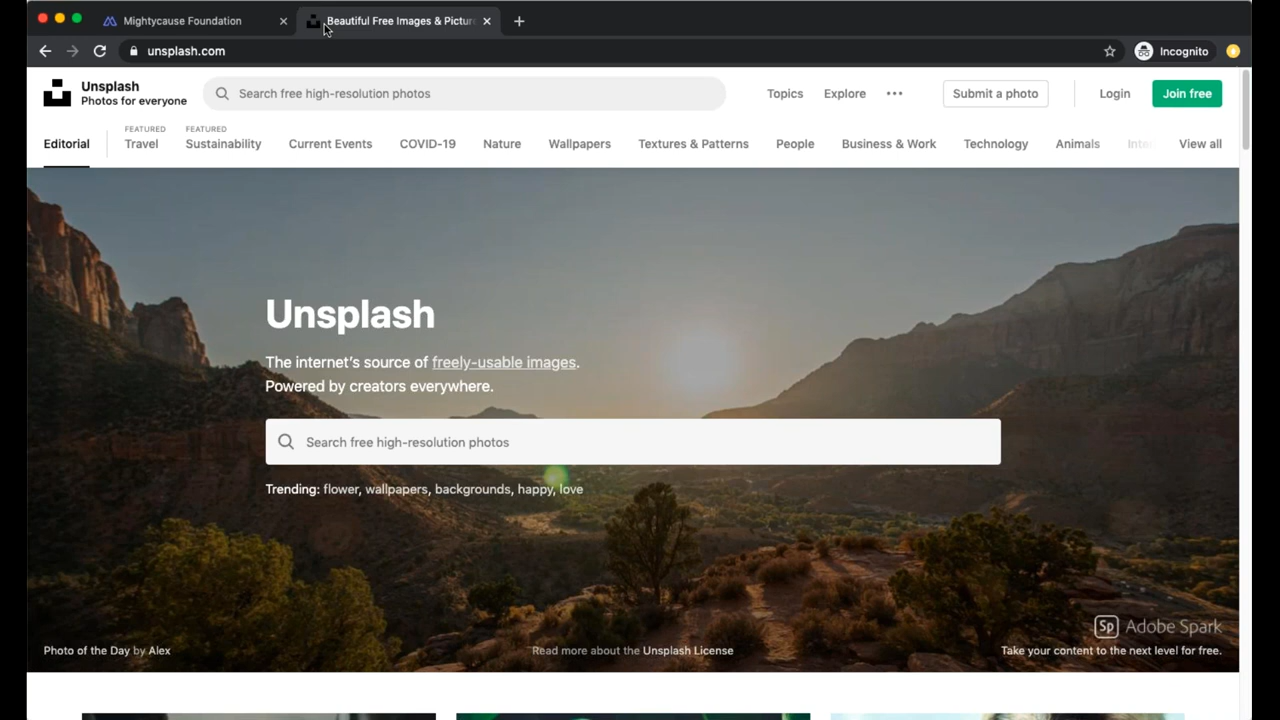 Mightycause Foundation
Beautiful Free Images & Pictur
unsplash.com
Incognito
Unsplash
Photos for everyone
Search free high-resolution photos
Topics
Explore
Submit a photo
Login
Join free
Editorial
FEATURED
Travel
FEATURED
Sustainability
Current Events
COVID-19
Nature
Wallpapers
Textures & Patterns
People
Business & Work
Technology
Animals
View all
Unsplash
The internet's source of freely-usable images.
Powered by creators everywhere.
Search free high-resolution photos
Trending: flower, wallpapers, backgrounds, happy, love
Sp Adobe Spark
Photo of the Day by Alex
Read more about the Unsplash License
Take your content to the next level for free.